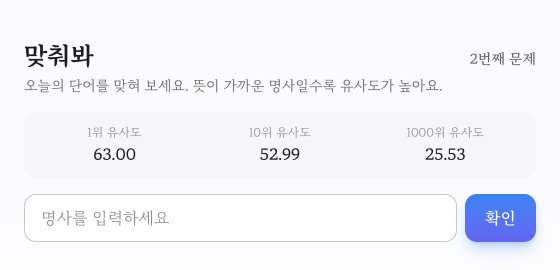 맞춰봐
2번째 문제
오늘의 단어를 맞혀 보세요. 뜻이 가까운 명사일수록 유사도가 높아요.
1위 유사도 10위 유사도 1000위 유사도
63.00 52.99 25.53
명사를 입력하세요 확인